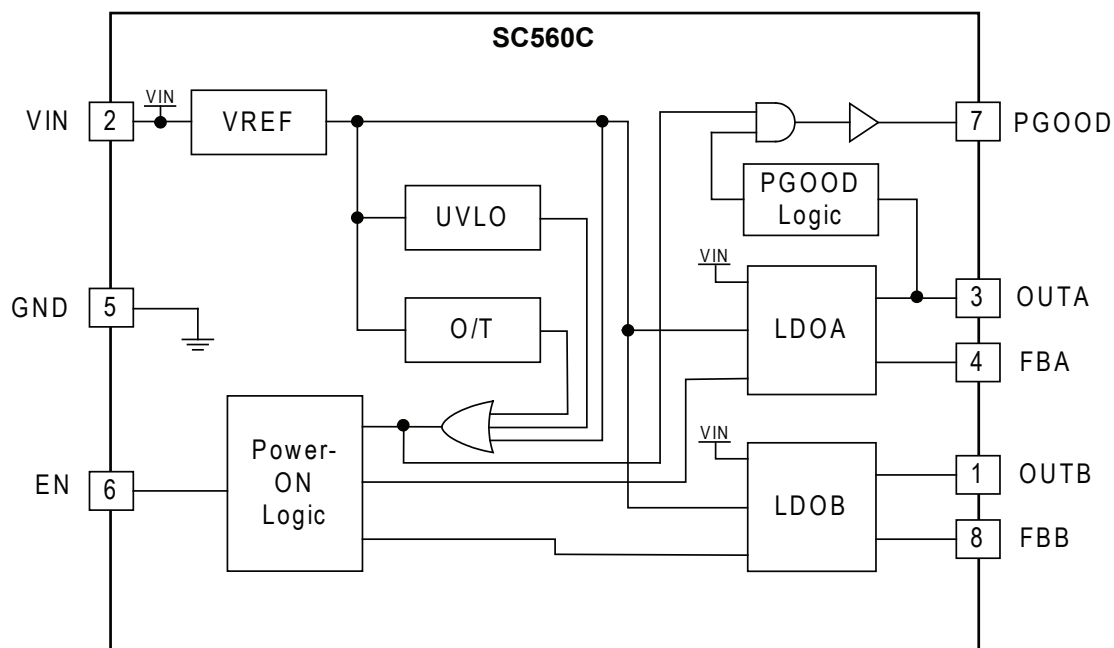 SC560C
VIN
2
VIN
VREF
7
PGOOD
PGOOD
Logic
UVLO
VIN
GND
5
O/T
LDOA
3
OUTA
4
FBA
Power-
ON
Logic
VIN
EN
6
LDOB
1
OUTB
8
FBB